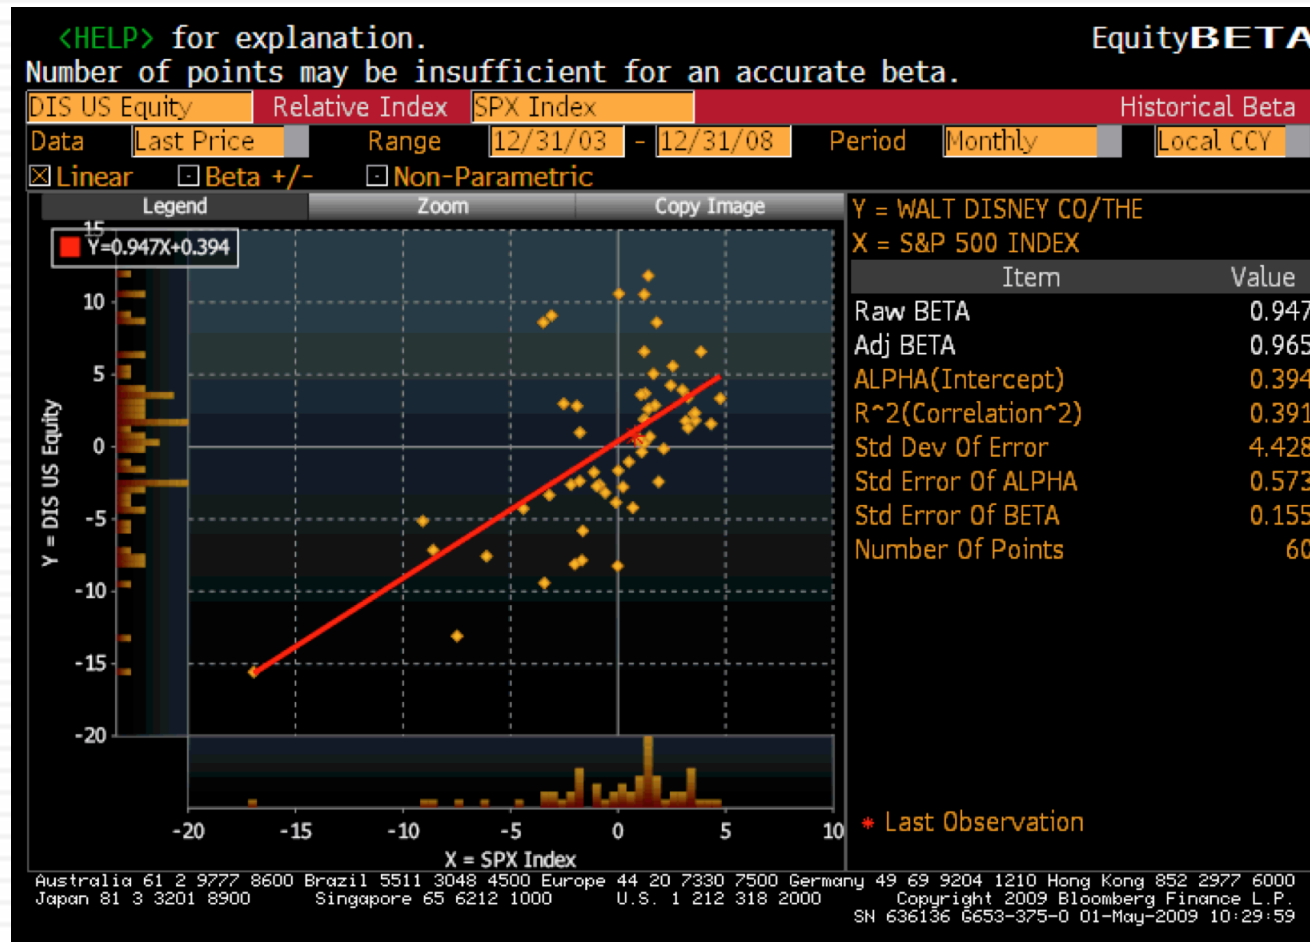 <HELP> for explanation. EquityBETA
Number of points may be insufficient for an accurate beta.
DIS US Equity Relative Index SPX Index Historical Beta
Data Last Price Range 12/31/03 - 12/31/08 Period Monthly Local CCY
Linear Beta +/- Non-Parametric
Legend Zoom Copy Image
Y = WALT DISNEY CO/THE
X = S&P 500 INDEX
Item Value
Raw BETA 0.947
Adj BETA 0.965
ALPHA(Intercept) 0.394
R^2(Correlation^2) 0.391
Std Dev Of Error 4.428
Std Error Of ALPHA 0.573
Std Error Of BETA 0.155
Number Of Points 60
* Last Observation
15
Y=0.947X+0.394
10
5
0
-5
-10
-15
-20
Y = DIS US Equity
-20 -15 -10 -5 0 5 10
X = SPX Index
Australia 61 2 9777 8600 Brazil 5511 3048 4500 Europe 44 20 7330 7500 Germany 49 69 9204 1210 Hong Kong 852 2977 6000
Japan 81 3 3201 8900 Singapore 65 6212 1000 U.S. 1 212 318 2000 Copyright 2009 Bloomberg Finance L.P.
SN 636136 G653-375-0 01-May-2009 10:29:59